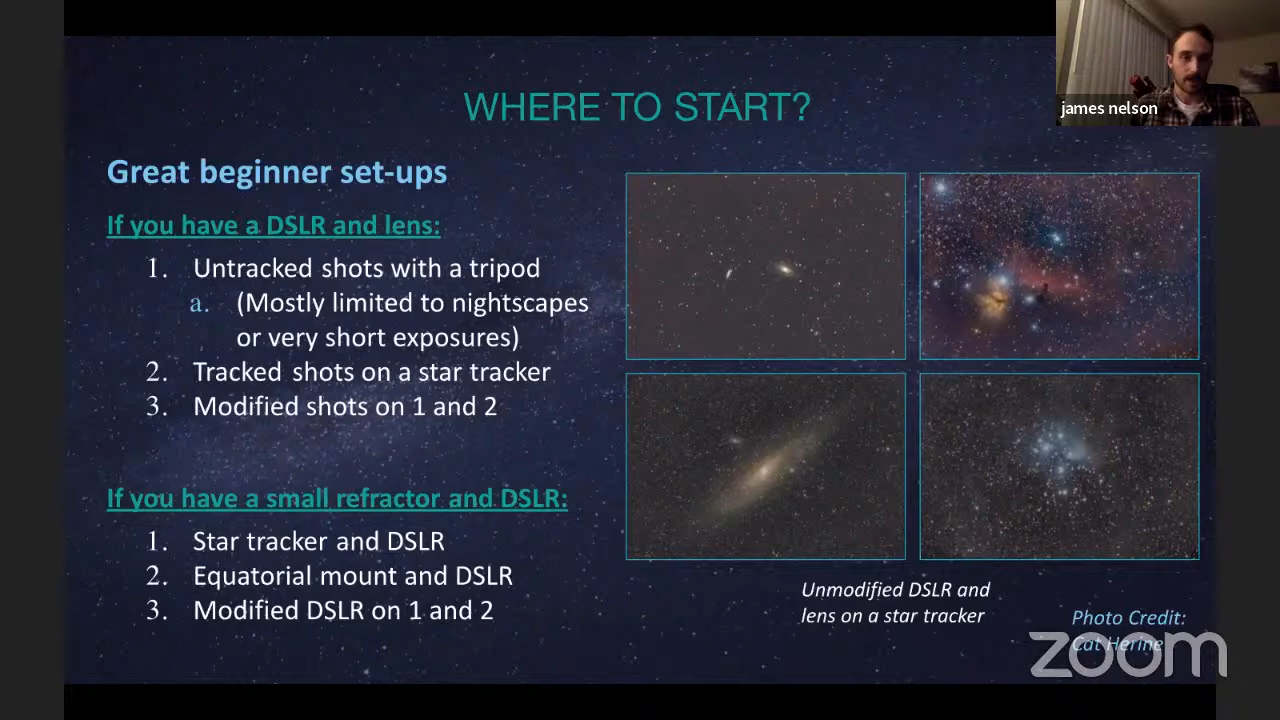 james nelson
WHERE TO START?
Great beginner set-ups
If you have a DSLR and lens:
1. Untracked shots with a tripod
a. (Mostly limited to nightscapes
or very short exposures)
2. Tracked shots on a star tracker
3. Modified shots on 1 and 2
If you have a small refractor and DSLR:
1. Star tracker and DSLR
2. Equatorial mount and DSLR
3. Modified DSLR on 1 and 2
Unmodified DSLR and
lens on a star tracker
Photo Credit:
Cat Herine
zoom